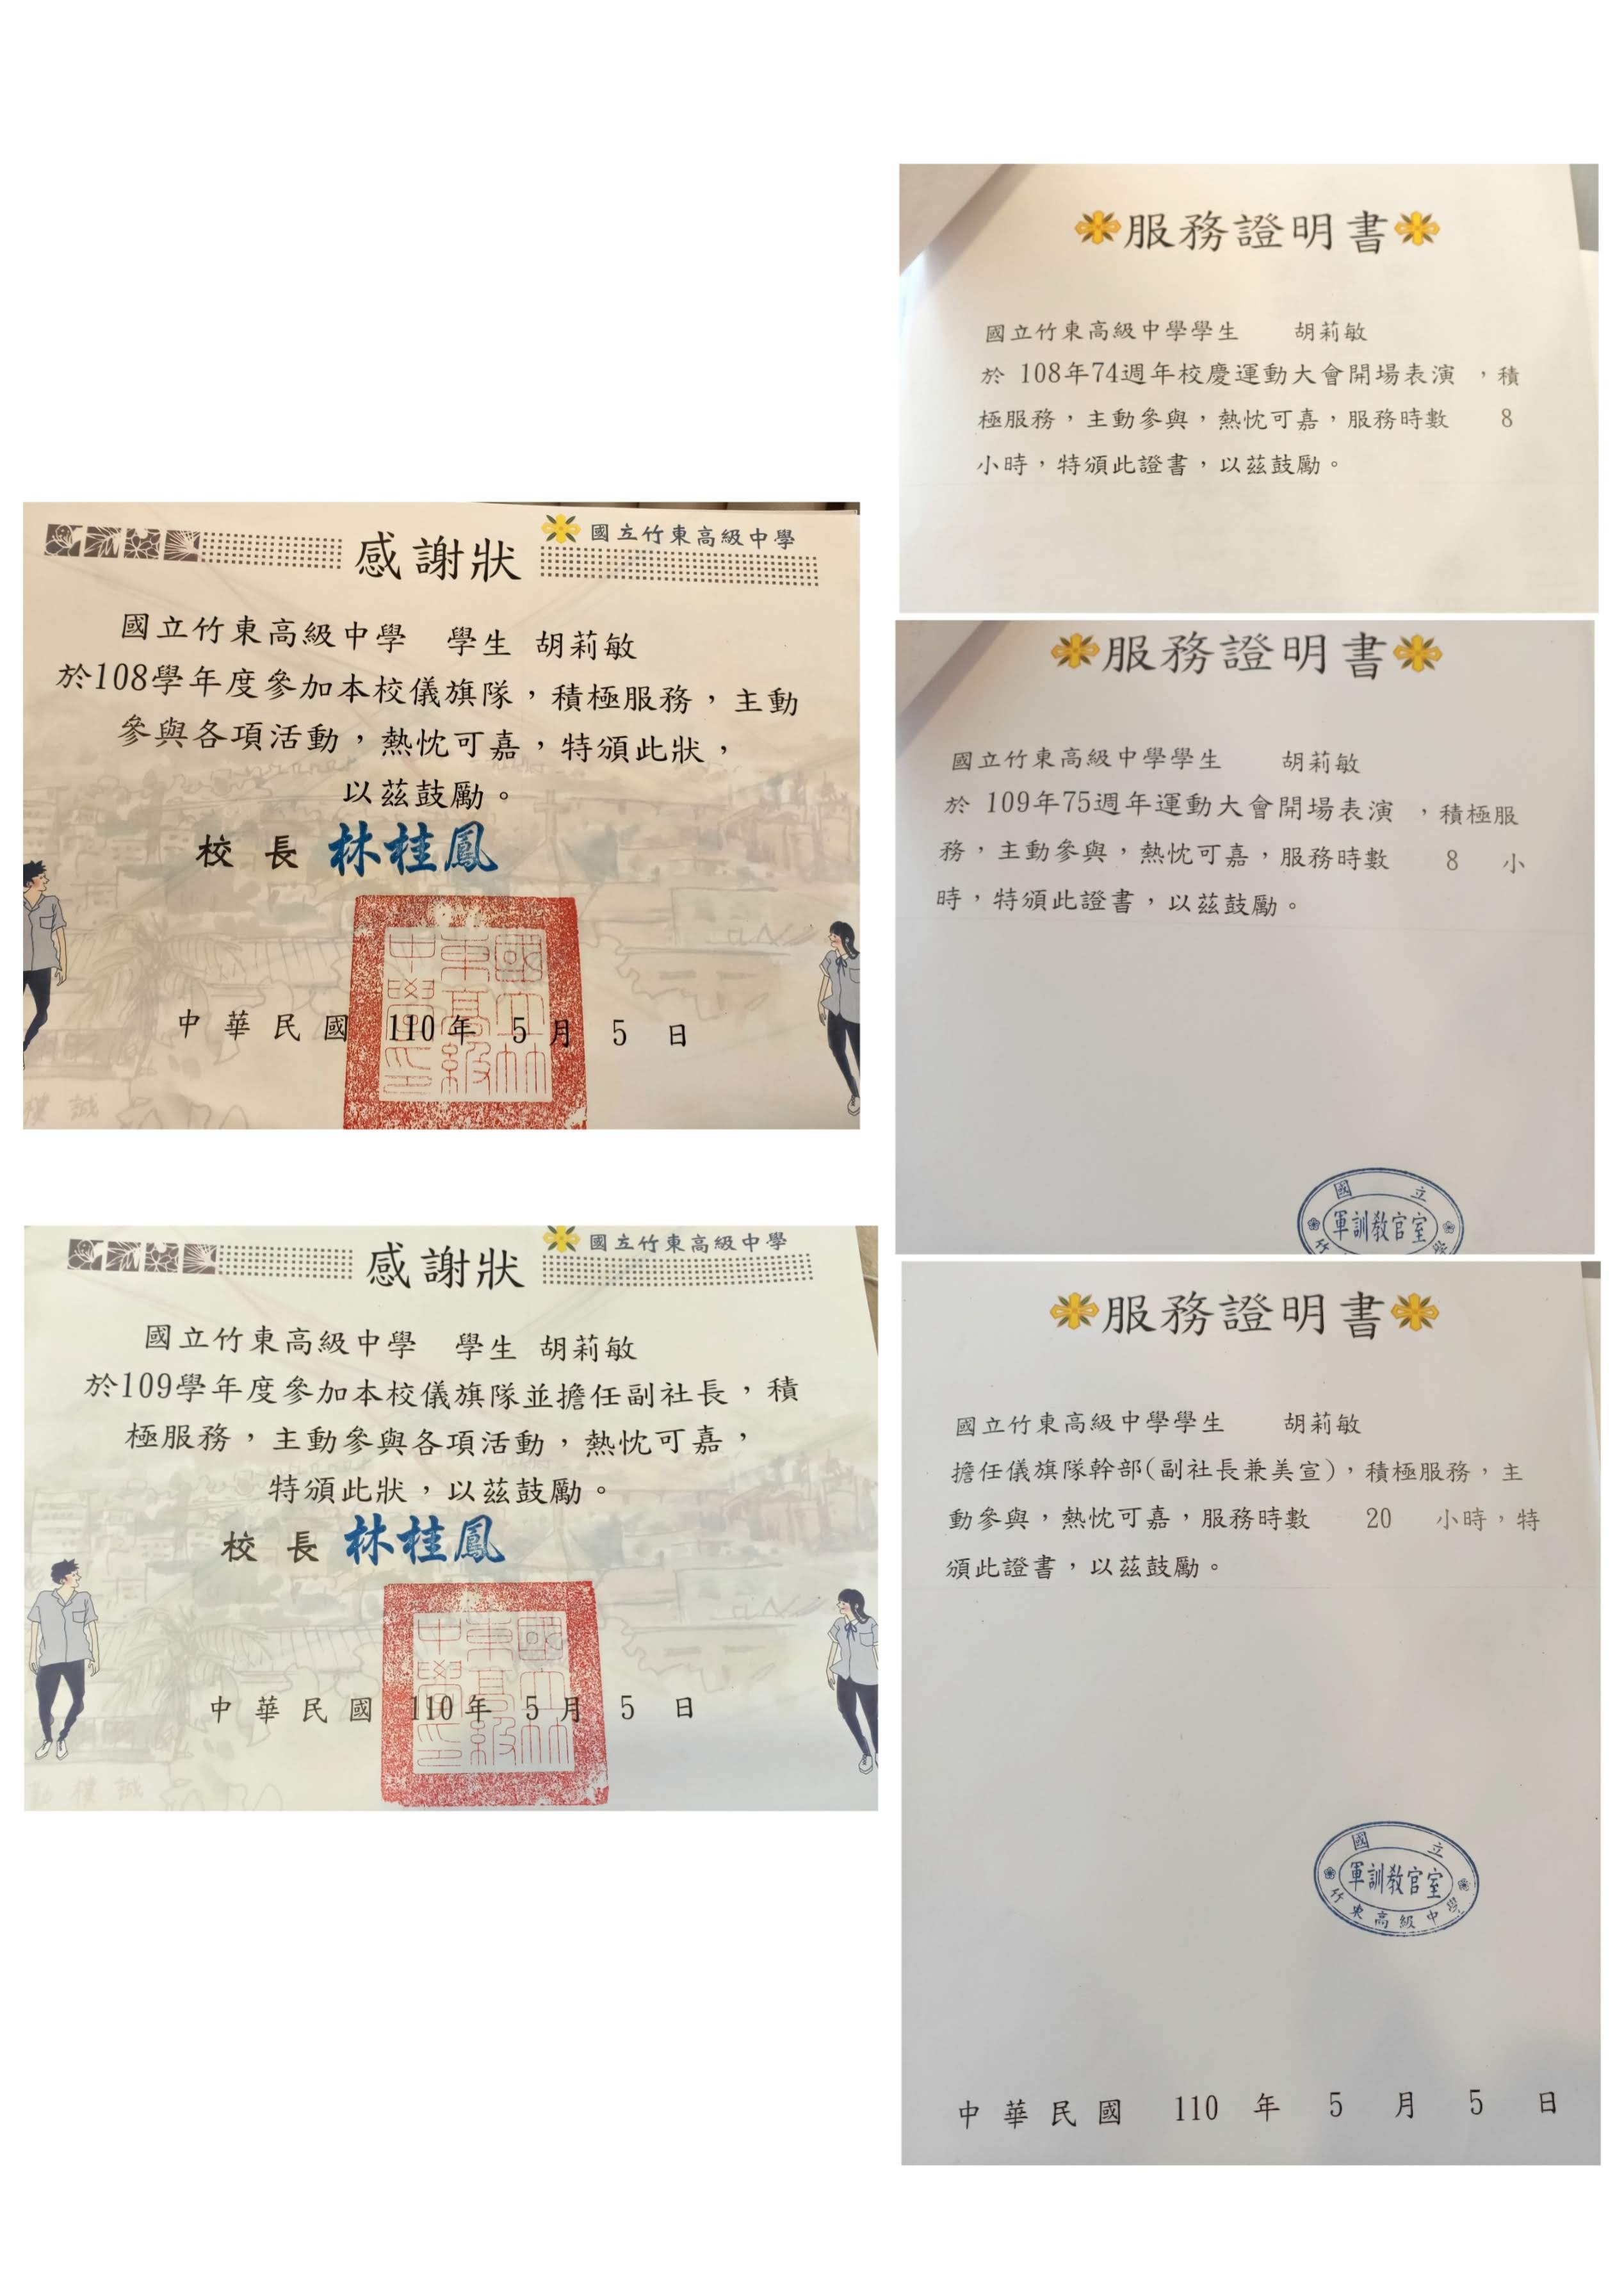 感謝狀
國立竹東高級中學
國立竹東高級中學 學生 胡莉敏
於108學年度參加本校儀旗隊，積極服務，主動
參與各項活動，熱忱可嘉，特頒此狀，
以茲鼓勵。
校長 林桂鳳
國立竹東高級中學印
中華民國 110年 5月 5日
樸 誠
感謝狀
國立竹東高級中學
國立竹東高級中學 學生 胡莉敏
於109學年度參加本校儀旗隊並擔任副社長，積
極服務，主動參與各項活動，熱忱可嘉，
特頒此狀，以茲鼓勵。
校長 林桂鳳
國立竹東高級中學印
中華民國 110年 5月 5日
樸 誠
服務證明書
國立竹東高級中學學生 胡莉敏
於 108年74週年校慶運動大會開場表演 ，積
極服務，主動參與，熱忱可嘉，服務時數 8
小時，特頒此證書，以茲鼓勵。
服務證明書
國立竹東高級中學學生 胡莉敏
於 109年75週年運動大會開場表演 ，積極服
務，主動參與，熱忱可嘉，服務時數 8 小
時，特頒此證書，以茲鼓勵。
國立
軍訓教官室
服務證明書
國立竹東高級中學學生 胡莉敏
擔任儀旗隊幹部(副社長兼美宣)，積極服務，主
動參與，熱忱可嘉，服務時數 20 小時，特
頒此證書，以茲鼓勵。
國立
軍訓教官室
竹東高級中學
中華民國 110 年 5 月 5 日